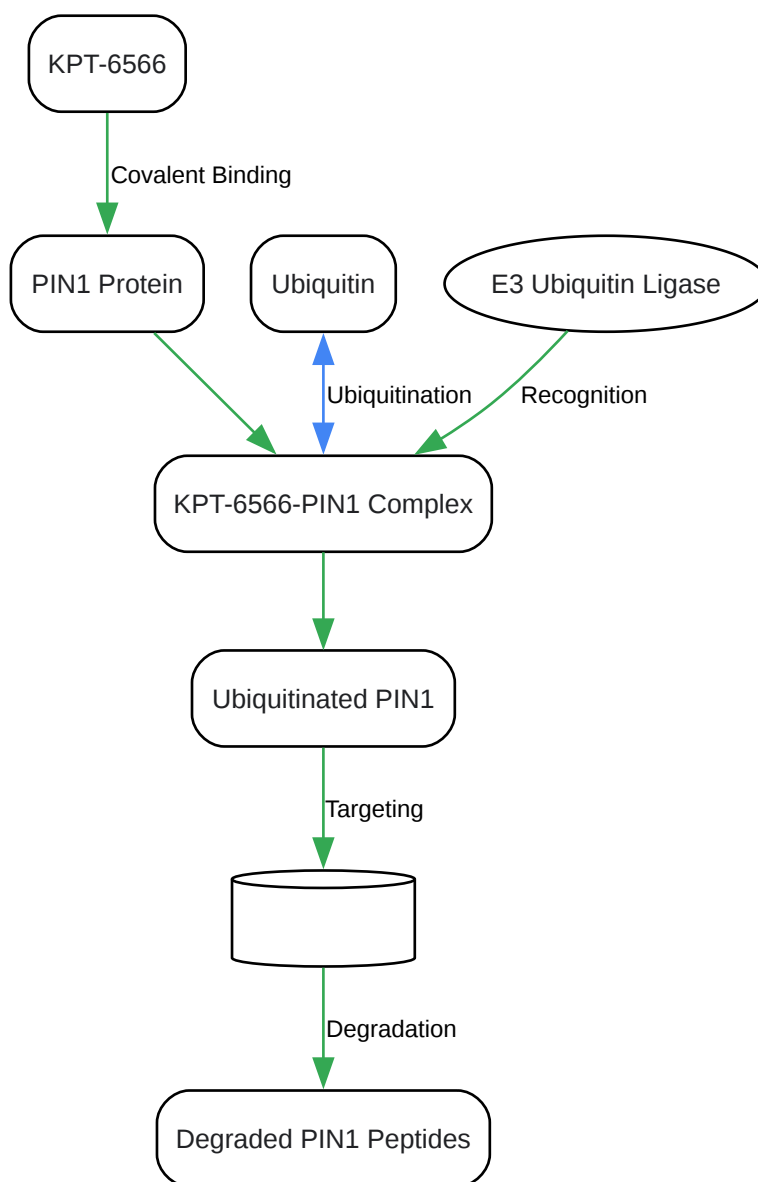 KPT-6566
Covalent Binding
PIN1 Protein
Ubiquitin
E3 Ubiquitin Ligase
Ubiquitination
Recognition
KPT-6566-PIN1 Complex
Ubiquitinated PIN1
Targeting
Degradation
Degraded PIN1 Peptides